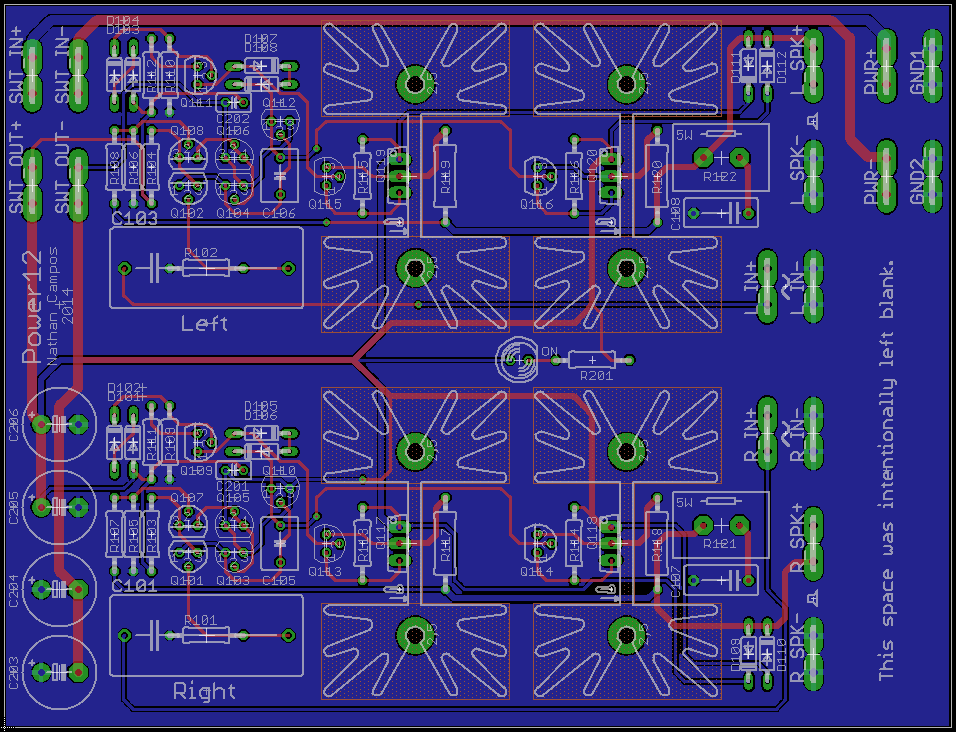 D104
D103
SWT IN+
SWT IN-
SWT OUT+
SWT OUT-
D107
D108
Q111
C202
Q112
Q108
Q106
R108
R106
R104
Q102
Q104
C106
Q115
R115
Q119
R119
Q116
R116
Q120
R120
D111
D112
L SPK+
PWR+
GND1
5W
R122
C108
L SPK-
PWR-
GND2
C103
R102
Left
Power12
Nathan Campos
2014
L IN+
L IN-
ON
R201
This space was intentionally left blank.
D102
D101
D105
D106
C206
Q109
C201
Q110
Q107
Q105
R107
R105
R103
Q101
Q103
C105
Q113
Q117
R117
Q114
Q118
R118
R IN+
R IN-
5W
R121
C107
R SPK+
C205
C204
C203
C101
R101
Right
D109
D110
R SPK-